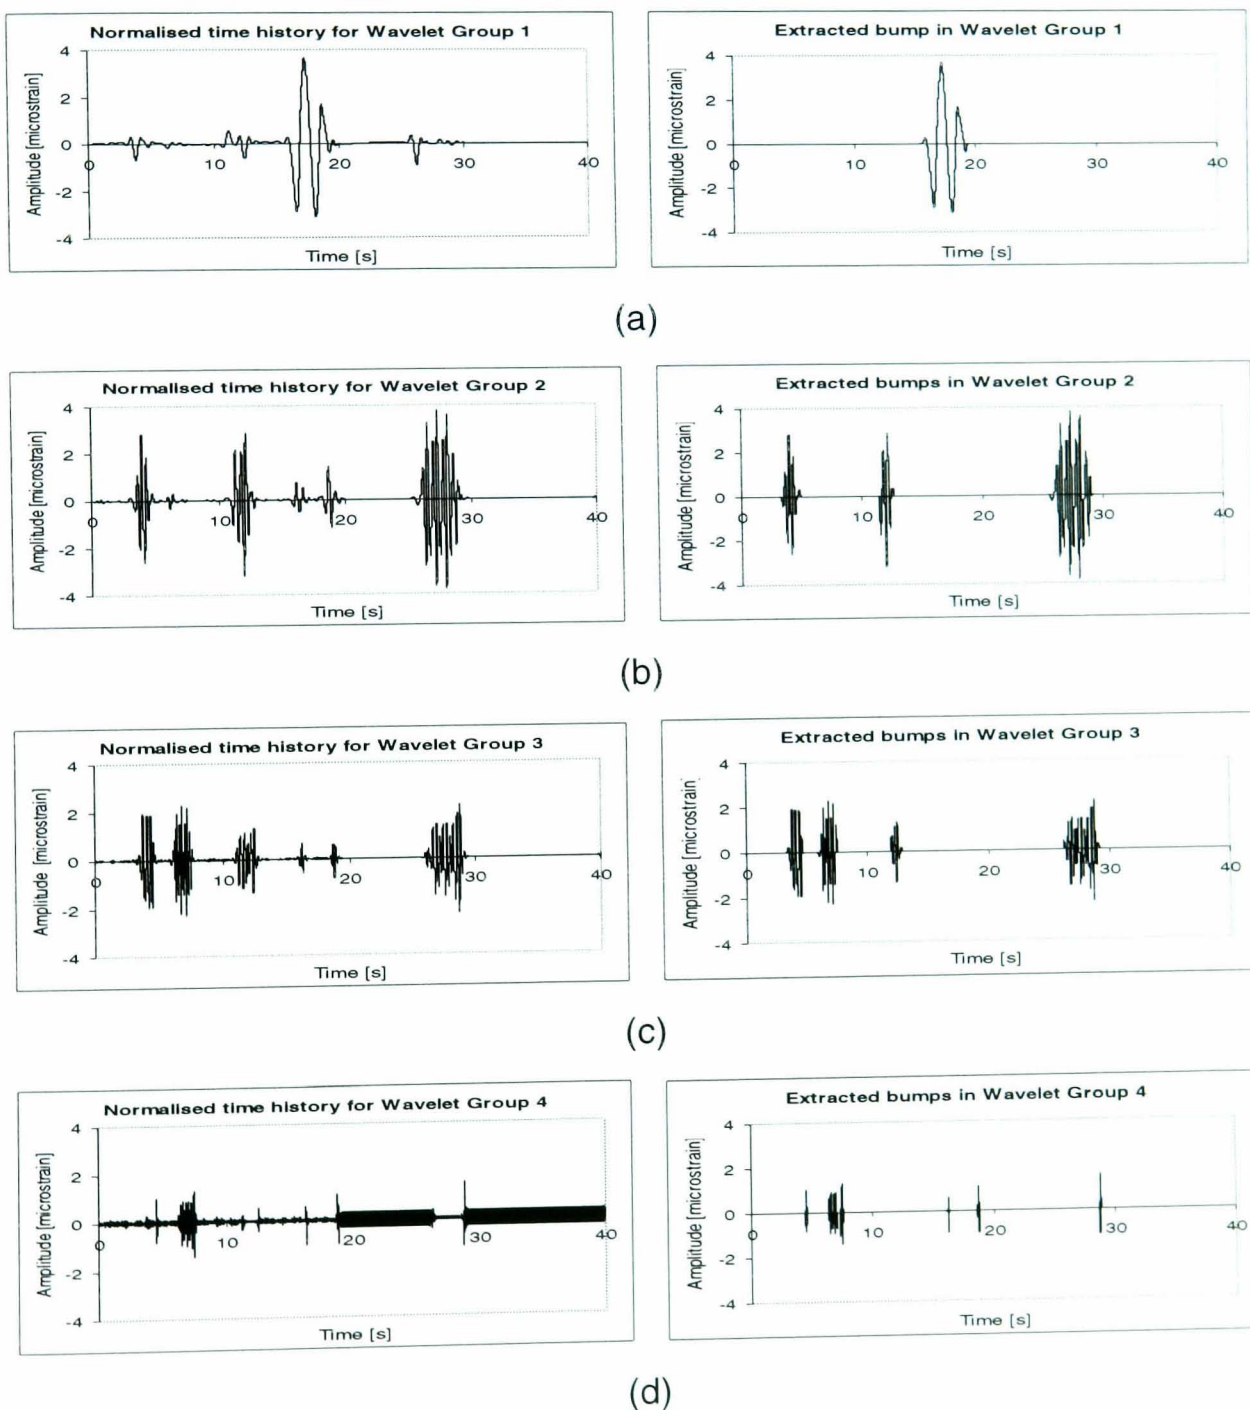 Normalised time history for Wavelet Group 1
Amplitude [microstrain]
4
2
0
-2
-4
0 10 20 30 40
Time [s]
Extracted bump in Wavelet Group 1
Amplitude [microstrain]
4
2
0
-2
-4
0 10 20 30 40
Time [s]
(a)
Normalised time history for Wavelet Group 2
Amplitude [microstrain]
4
2
0
-2
-4
0 10 20 30 40
Time [s]
Extracted bumps in Wavelet Group 2
Amplitude [microstrain]
4
2
0
-2
-4
0 10 20 30 40
Time [s]
(b)
Normalised time history for Wavelet Group 3
Amplitude [microstrain]
4
2
0
-2
-4
0 10 20 30 40
Time [s]
Extracted bumps in Wavelet Group 3
Amplitude [microstrain]
4
2
0
-2
-4
0 10 20 30 40
Time [s]
(c)
Normalised time history for Wavelet Group 4
Amplitude [microstrain]
4
2
0
-2
-4
0 10 20 30 40
Time [s]
Extracted bumps in Wavelet Group 4
Amplitude [microstrain]
4
2
0
-2
-4
0 10 20 30 40
Time [s]
(d)